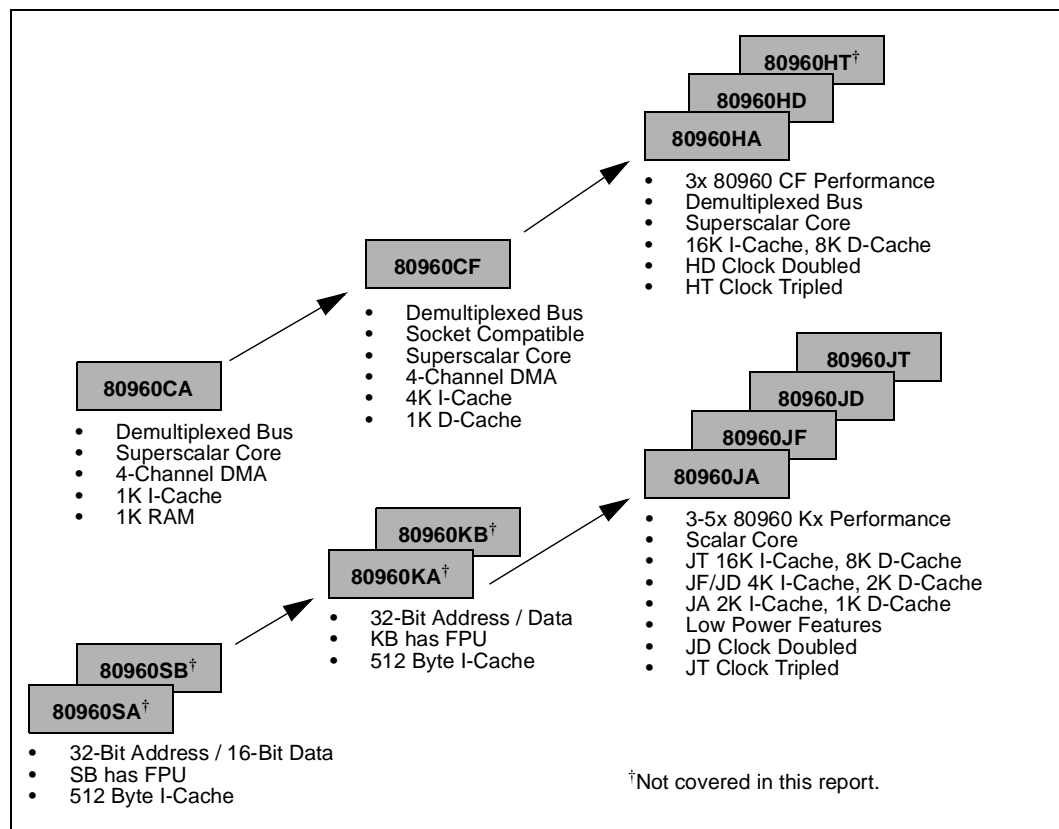 80960HT†
80960HD
80960HA
• 3x 80960 CF Performance
• Demultiplexed Bus
• Superscalar Core
• 16K I-Cache, 8K D-Cache
• HD Clock Doubled
• HT Clock Tripled
80960CF
• Demultiplexed Bus
• Socket Compatible
• Superscalar Core
• 4-Channel DMA
• 4K I-Cache
• 1K D-Cache
80960CA
• Demultiplexed Bus
• Superscalar Core
• 4-Channel DMA
• 1K I-Cache
• 1K RAM
80960JT
80960JD
80960JF
80960JA
• 3-5x 80960 Kx Performance
• Scalar Core
• JT 16K I-Cache, 8K D-Cache
• JF/JD 4K I-Cache, 2K D-Cache
• JA 2K I-Cache, 1K D-Cache
• Low Power Features
• JD Clock Doubled
• JT Clock Tripled
80960KB†
80960KA†
• 32-Bit Address / Data
• KB has FPU
• 512 Byte I-Cache
80960SB†
80960SA†
• 32-Bit Address / 16-Bit Data
• SB has FPU
• 512 Byte I-Cache
†Not covered in this report.